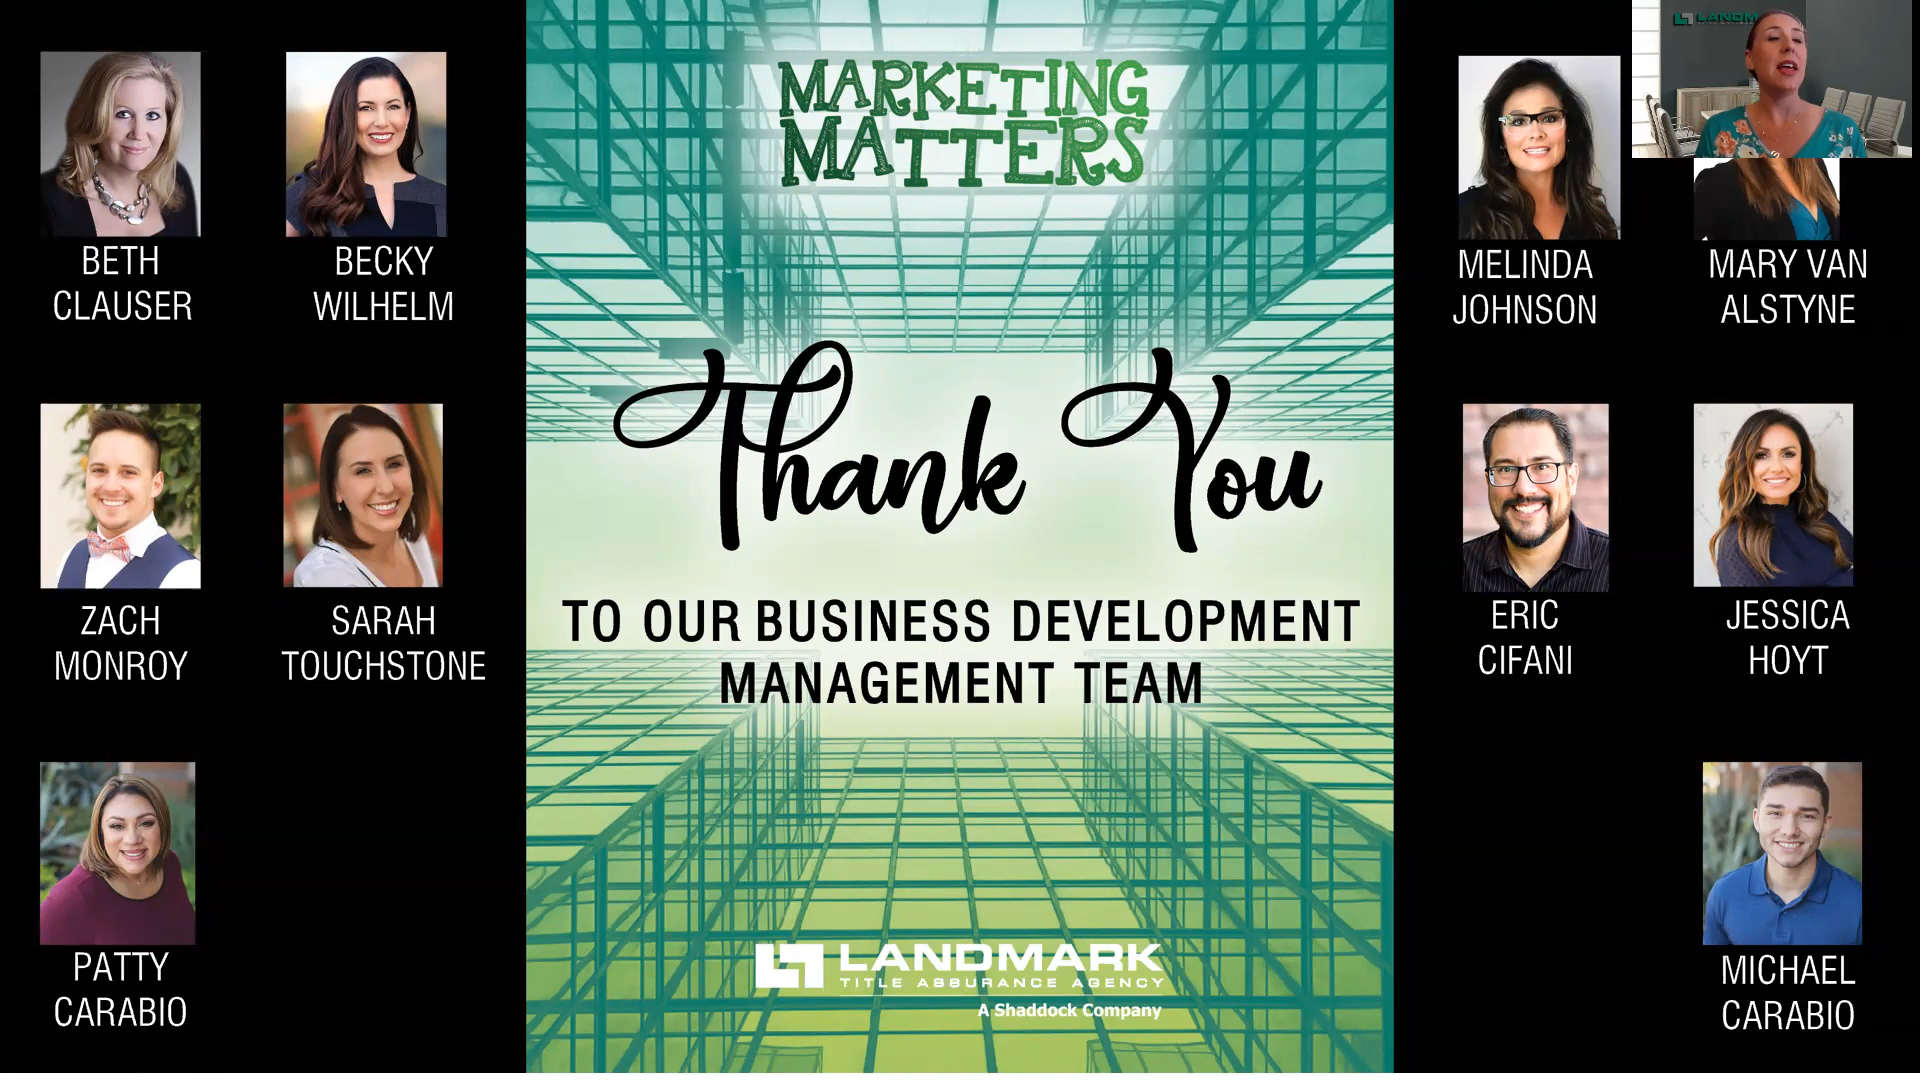 BETH
CLAUSER
BECKY
WILHELM
ZACH
MONROY
SARAH
TOUCHSTONE
PATTY
CARABIO
MARKETING
MATTERS
Thank You
TO OUR BUSINESS DEVELOPMENT
MANAGEMENT TEAM
LANDMARK
TITLE ASSURANCE AGENCY
A Shaddock Company
MELINDA
JOHNSON
MARY VAN
ALSTYNE
ERIC
CIFANI
JESSICA
HOYT
MICHAEL
CARABIO